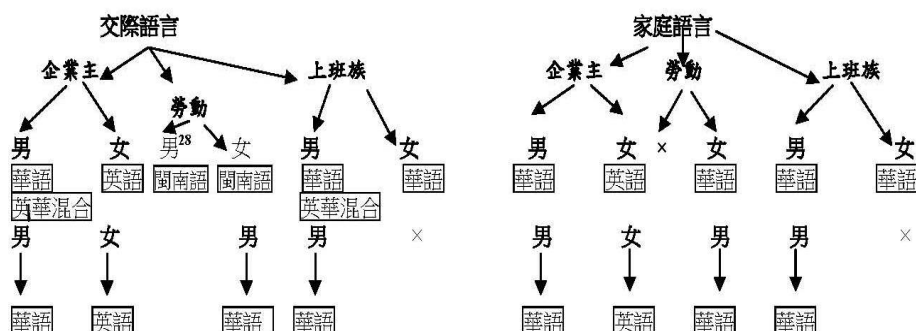 交際語言 家庭語言
企業主 上班族 企業主 勞動 上班族
勞動
男 女 男28 女 男 女 男 女 × 女 男 女
華語 英語 閩南語 閩南語 華語 華語 華語 英語 華語 華語 華語
英華混合 英華混合
男 女 男 男 × 男 女 男 男 ×
華語 英語 華語 華語 華語 英語 華語 華語